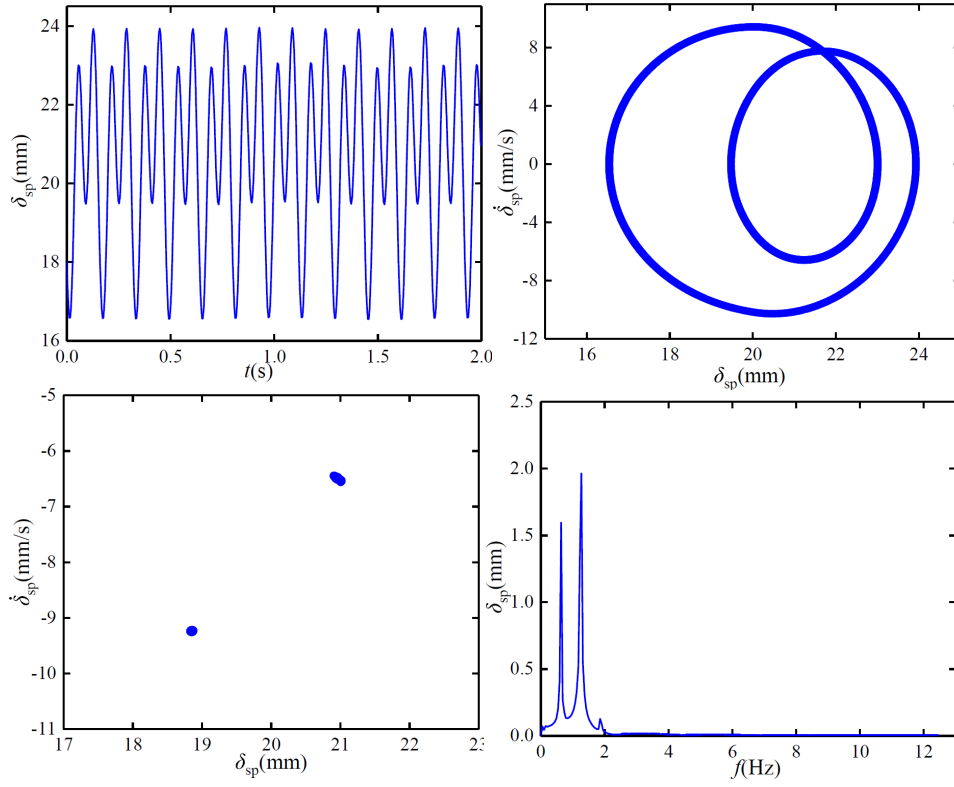 24
22
20
18
16
δsp(mm)
0.0 0.5 1.0 1.5 2.0
t(s)
8
4
0
-4
-8
-12
δ̇sp(mm/s)
16 18 20 22 24
δsp(mm)
-5
-6
-7
-8
-9
-10
-11
δ̇sp(mm/s)
17 18 19 20 21 22 23
δsp(mm)
2.5
2.0
1.5
1.0
0.5
0.0
δsp(mm)
0 2 4 6 8 10 12
f(Hz)